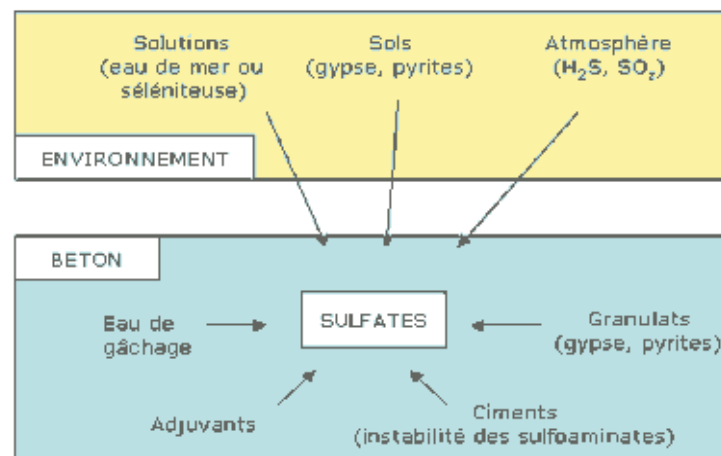 Solutions
(eau de mer ou
séléniteuse)
Sols
(gypse, pyrites)
Atmosphère
(H₂S, SO₂)
ENVIRONNEMENT
BETON
SULFATES
Eau de
gâchage
Granulats
(gypse, pyrites)
Adjuvants
Ciments
(instabilité des sulfoaminates)